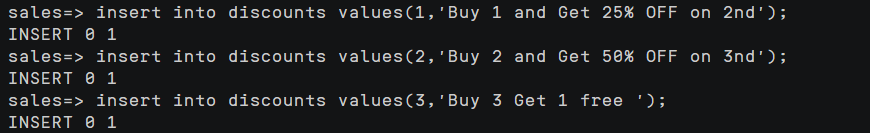 sales=> insert into discounts values(1,'Buy 1 and Get 25% OFF on 2nd');
INSERT 0 1
sales=> insert into discounts values(2,'Buy 2 and Get 50% OFF on 3nd');
INSERT 0 1
sales=> insert into discounts values(3,'Buy 3 Get 1 free ');
INSERT 0 1